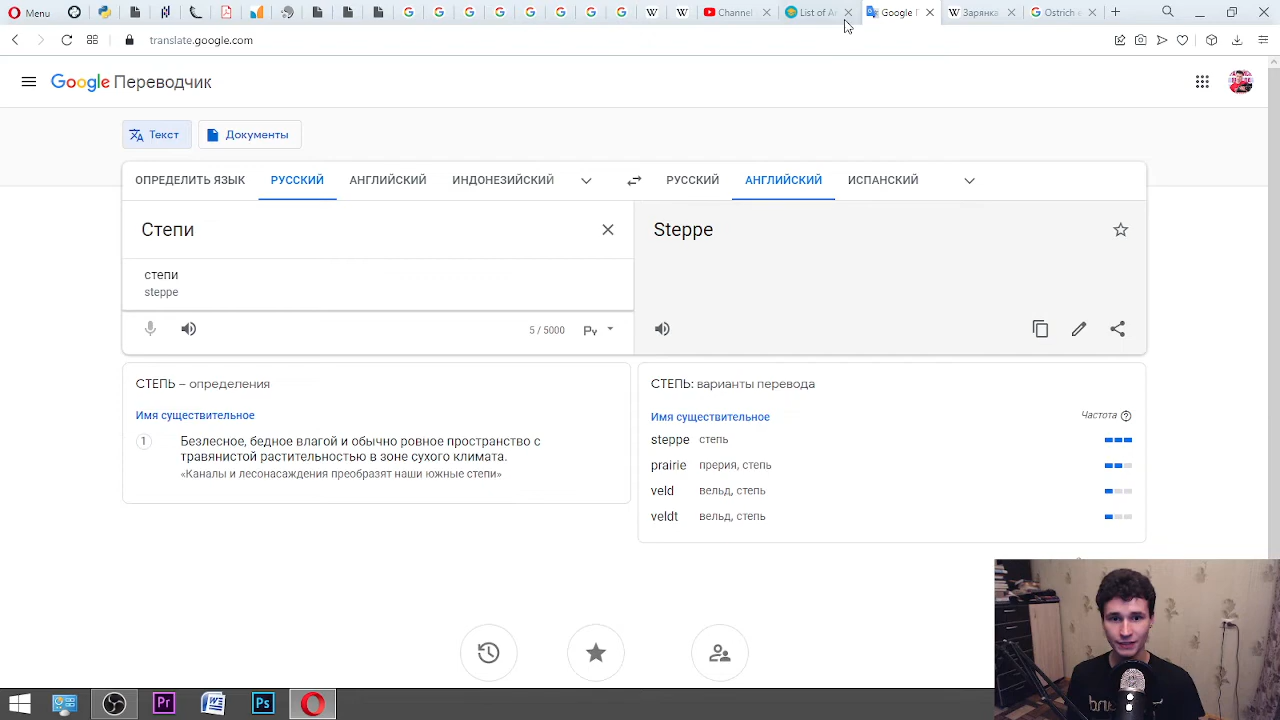 Menu
Channel
List of A
Google П
Варянка
Ostrich e
translate.google.com
Google Переводчик
Текст
Документы
ОПРЕДЕЛИТЬ ЯЗЫК
РУССКИЙ
АНГЛИЙСКИЙ
ИНДОНЕЗИЙСКИЙ
РУССКИЙ
АНГЛИЙСКИЙ
ИСПАНСКИЙ
Степи
Steppe
степи
steppe
5 / 5000
Ру
СТЕПЬ – определения
Имя существительное
1
Безлесное, бедное влагой и обычно ровное пространство с
травянистой растительностью в зоне сухого климата.
«Каналы и лесонасаждения преобразят наши южные степи»
СТЕПЬ: варианты перевода
Имя существительное
Частота
steppe степь
prairie прерия, степь
veld вельд, степь
veldt вельд, степь
Pr
W
Ps